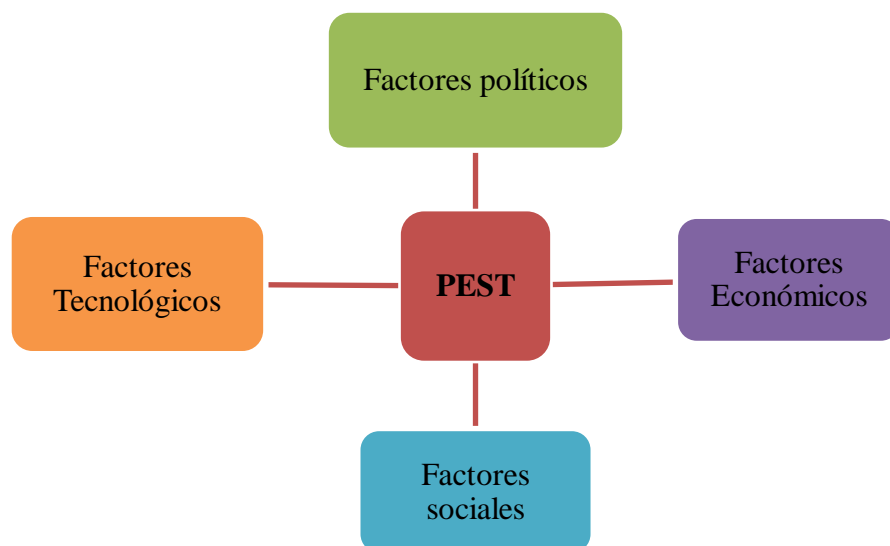 Factores políticos
Factores
Tecnológicos
PEST
Factores
Económicos
Factores
sociales